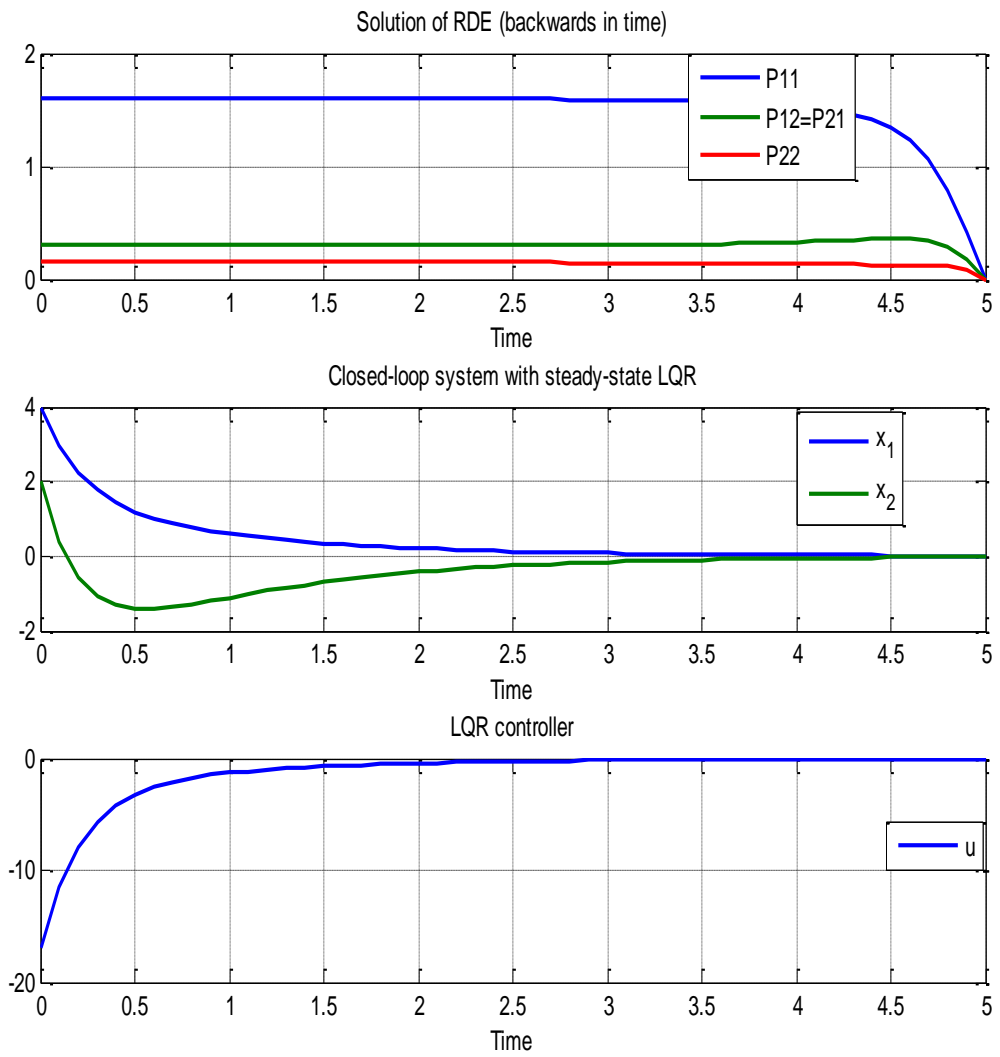 Solution of RDE (backwards in time)
2
1
0
P11
P12=P21
P22
0 0.5 1 1.5 2 2.5 3 3.5 4 4.5 5
Time
Closed-loop system with steady-state LQR
4
2
0
-2
x1
x2
0 0.5 1 1.5 2 2.5 3 3.5 4 4.5 5
Time
LQR controller
0
-10
-20
u
0 0.5 1 1.5 2 2.5 3 3.5 4 4.5 5
Time